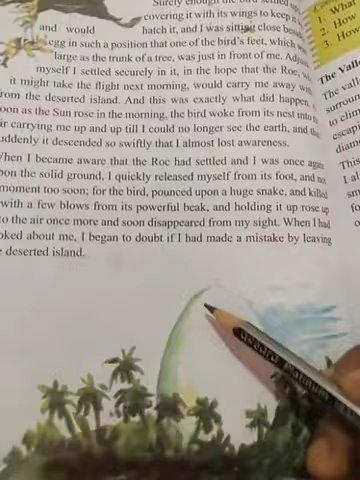 Surely enough the bird settled
covering it with its wings to keep it
and would hatch it, and I was sitting close beside
egg in such a position that one of the bird's feet, which
large as the trunk of a tree, was just in front of me.
myself I settled securely in it, in the hope that the Roc,
it might take the flight next morning, would carry me away
from the deserted island. And this was exactly what did happen.
soon as the Sun rose in the morning, the bird woke from its nest into
air carrying me up and up till I could no longer see the earth, and
suddenly it descended so swiftly that I almost lost awareness.
When I became aware that the Roc had settled and I was once again
on the solid ground, I quickly released myself from its foot, and not
moment too soon; for the bird, pounced upon a huge snake, and killed
with a few blows from its powerful beak, and holding it up rose up
to the air once more and soon disappeared from my sight. When I had
looked about me, I began to doubt if I had made a mistake by leaving
deserted island.
1. What
2. How
3. How
The Valle
The vall
surroun
to clim
escap
diam
This
I al
sm
fo
platinum